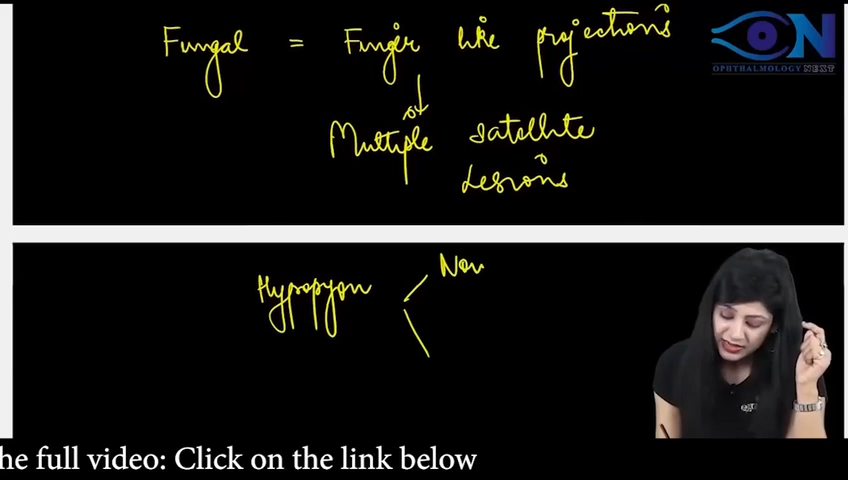 Fungal = Finger like projections
Multiple satellite
Lesions
Hypopyon
Non
ON
OPHTHALMOLOGY NEXT
he full video: Click on the link below